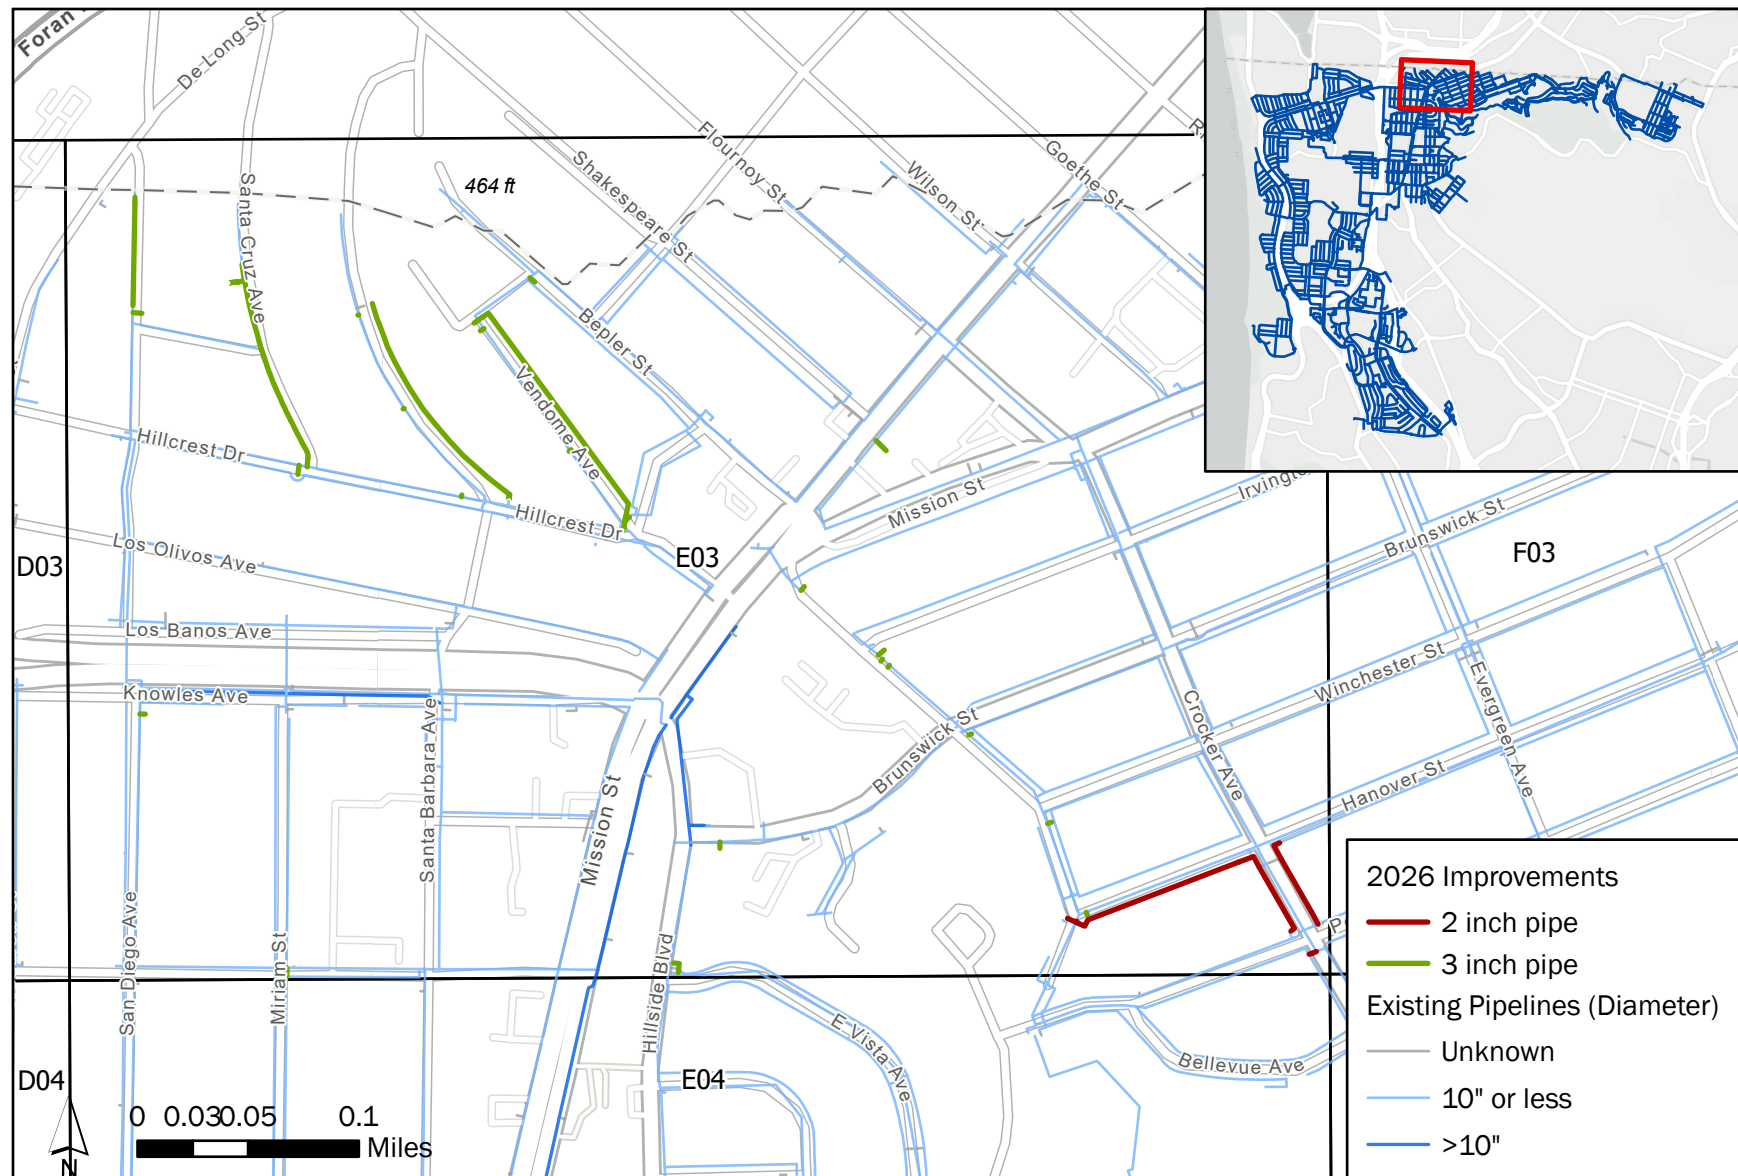 Foran
De Long St
Santa Cruz Ave
464 ft
Shakespeare St
Flournoy St
Wilson St
Goethe St
Bepler St
Vendome Ave
Hillcrest Dr
Hillcrest Dr
Mission St
Irvingto
Brunswick St
Los Olivos Ave
D03
E03
F03
Los Banos Ave
Knowles Ave
Santa Barbara Ave
Mission St
Brunswick St
Crocker Ave
Winchester St
Evergreen Ave
Hanover St
San Diego Ave
Miriam St
Hillside Blvd
E Vista Ave
Bellevue Ave
D04
E04
0 0.03 0.05 0.1
Miles
N
2026 Improvements
2 inch pipe
3 inch pipe
Existing Pipelines (Diameter)
Unknown
10" or less
>10"